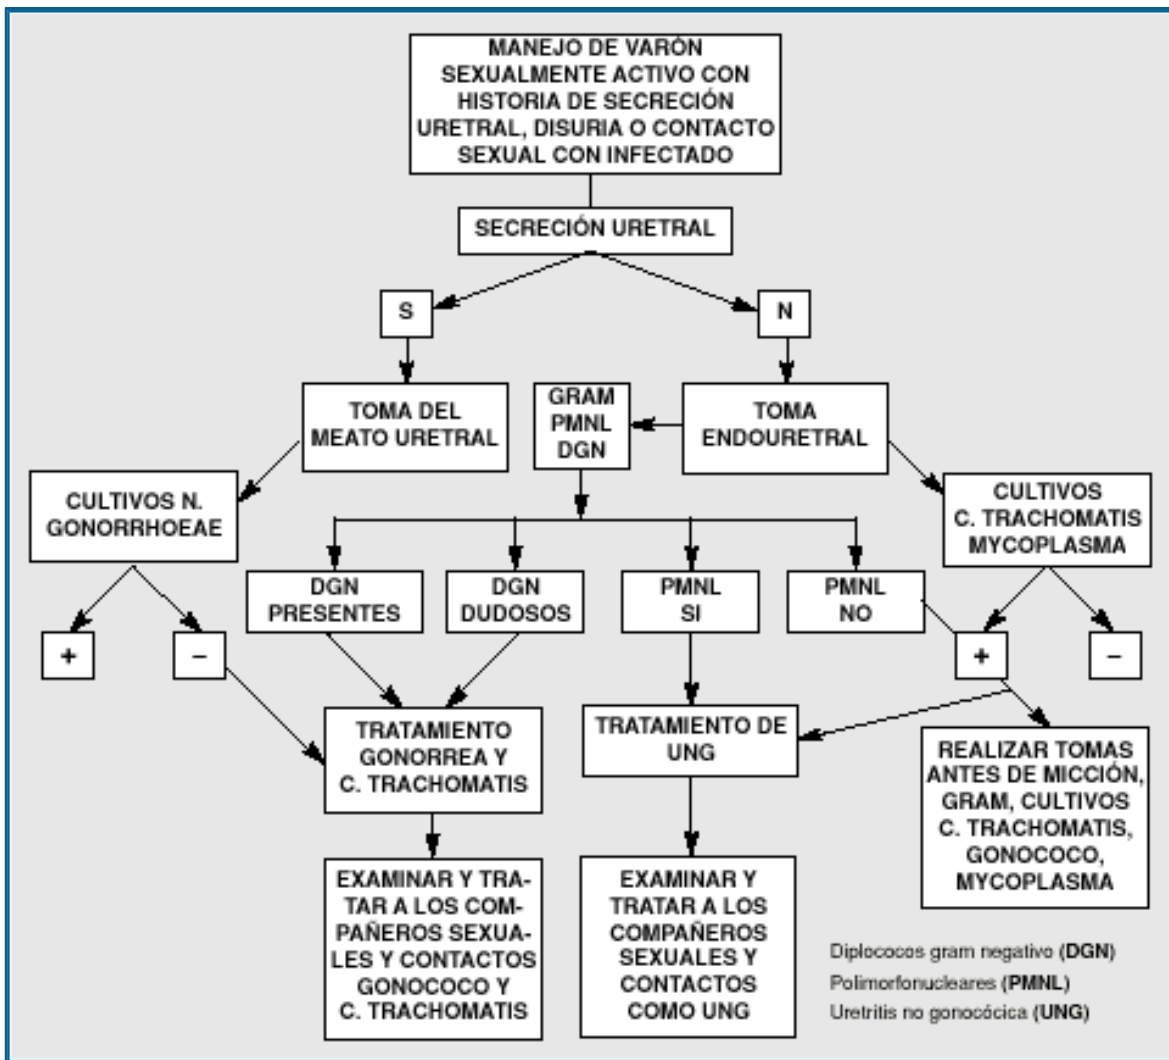 MANEJO DE VARÓN
SEXUALMENTE ACTIVO CON
HISTORIA DE SECRECIÓN
URETRAL, DISURIA O CONTACTO
SEXUAL CON INFECTADO
SECRECIÓN URETRAL
S
N
TOMA DEL
MEATO URETRAL
GRAM
PMNL
DGN
TOMA
ENDOURETRAL
CULTIVOS N.
GONORRHOEAE
CULTIVOS
C. TRACHOMATIS
MYCOPLASMA
DGN
PRESENTES
DGN
DUDOSOS
PMNL
SI
PMNL
NO
+
–
+
–
TRATAMIENTO
GONORREA Y
C. TRACHOMATIS
TRATAMIENTO DE
UNG
REALIZAR TOMAS
ANTES DE MICCIÓN,
GRAM, CULTIVOS
C. TRACHOMATIS,
GONOCOCO,
MYCOPLASMA
EXAMINAR Y TRA-
TAR A LOS COM-
PAÑEROS SEXUA-
LES Y CONTACTOS
GONOCOCO Y
C. TRACHOMATIS
EXAMINAR Y
TRATAR A LOS
COMPAÑEROS
SEXUALES Y
CONTACTOS
COMO UNG
Diplococos gram negativo (DGN)
Polimorfonucleares (PMNL)
Uretritis no gonocócica (UNG)